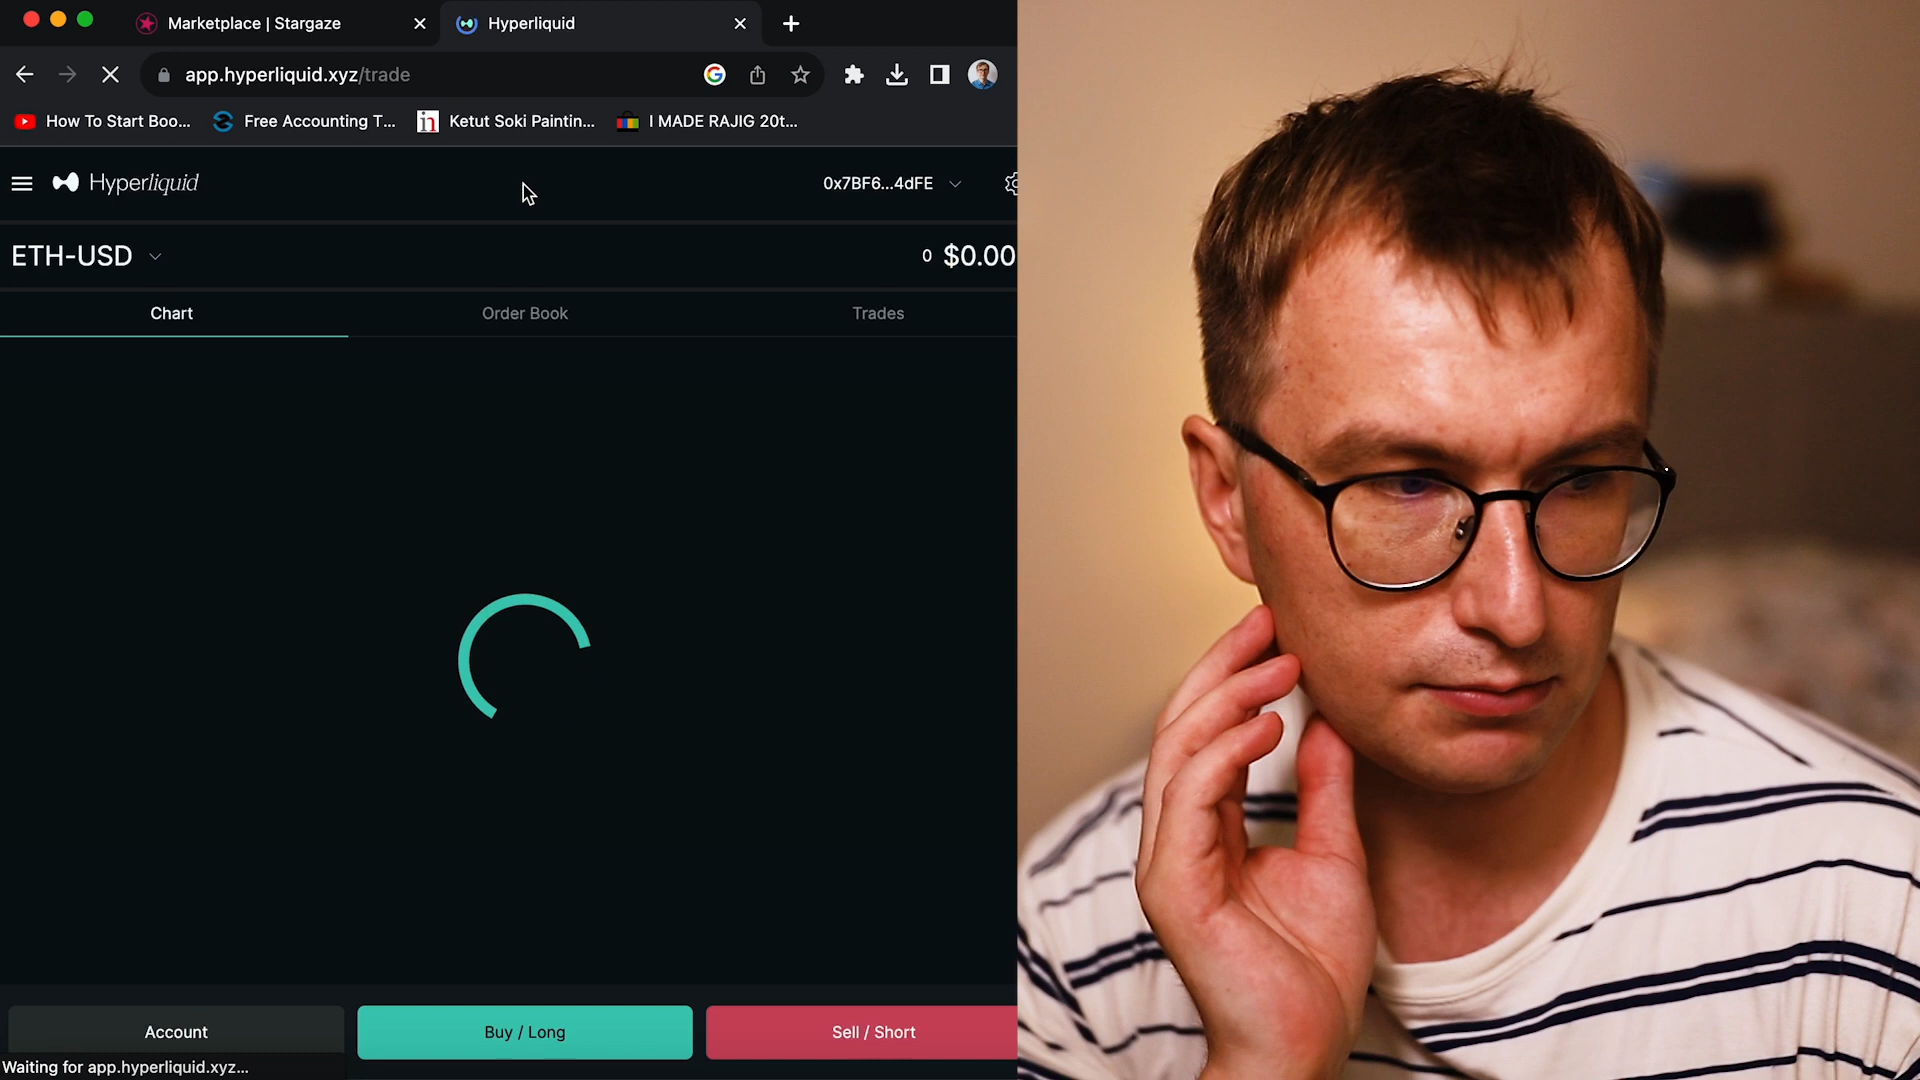 Marketplace | Stargaze
Hyperliquid
app.hyperliquid.xyz/trade
How To Start Boo...
Free Accounting T...
in Ketut Soki Paintin...
I MADE RAJIG 20t...
Hyperliquid
0x7BF6...4dFE
ETH-USD
0 $0.00
Chart
Order Book
Trades
Account
Buy / Long
Sell / Short
Waiting for app.hyperliquid.xyz...